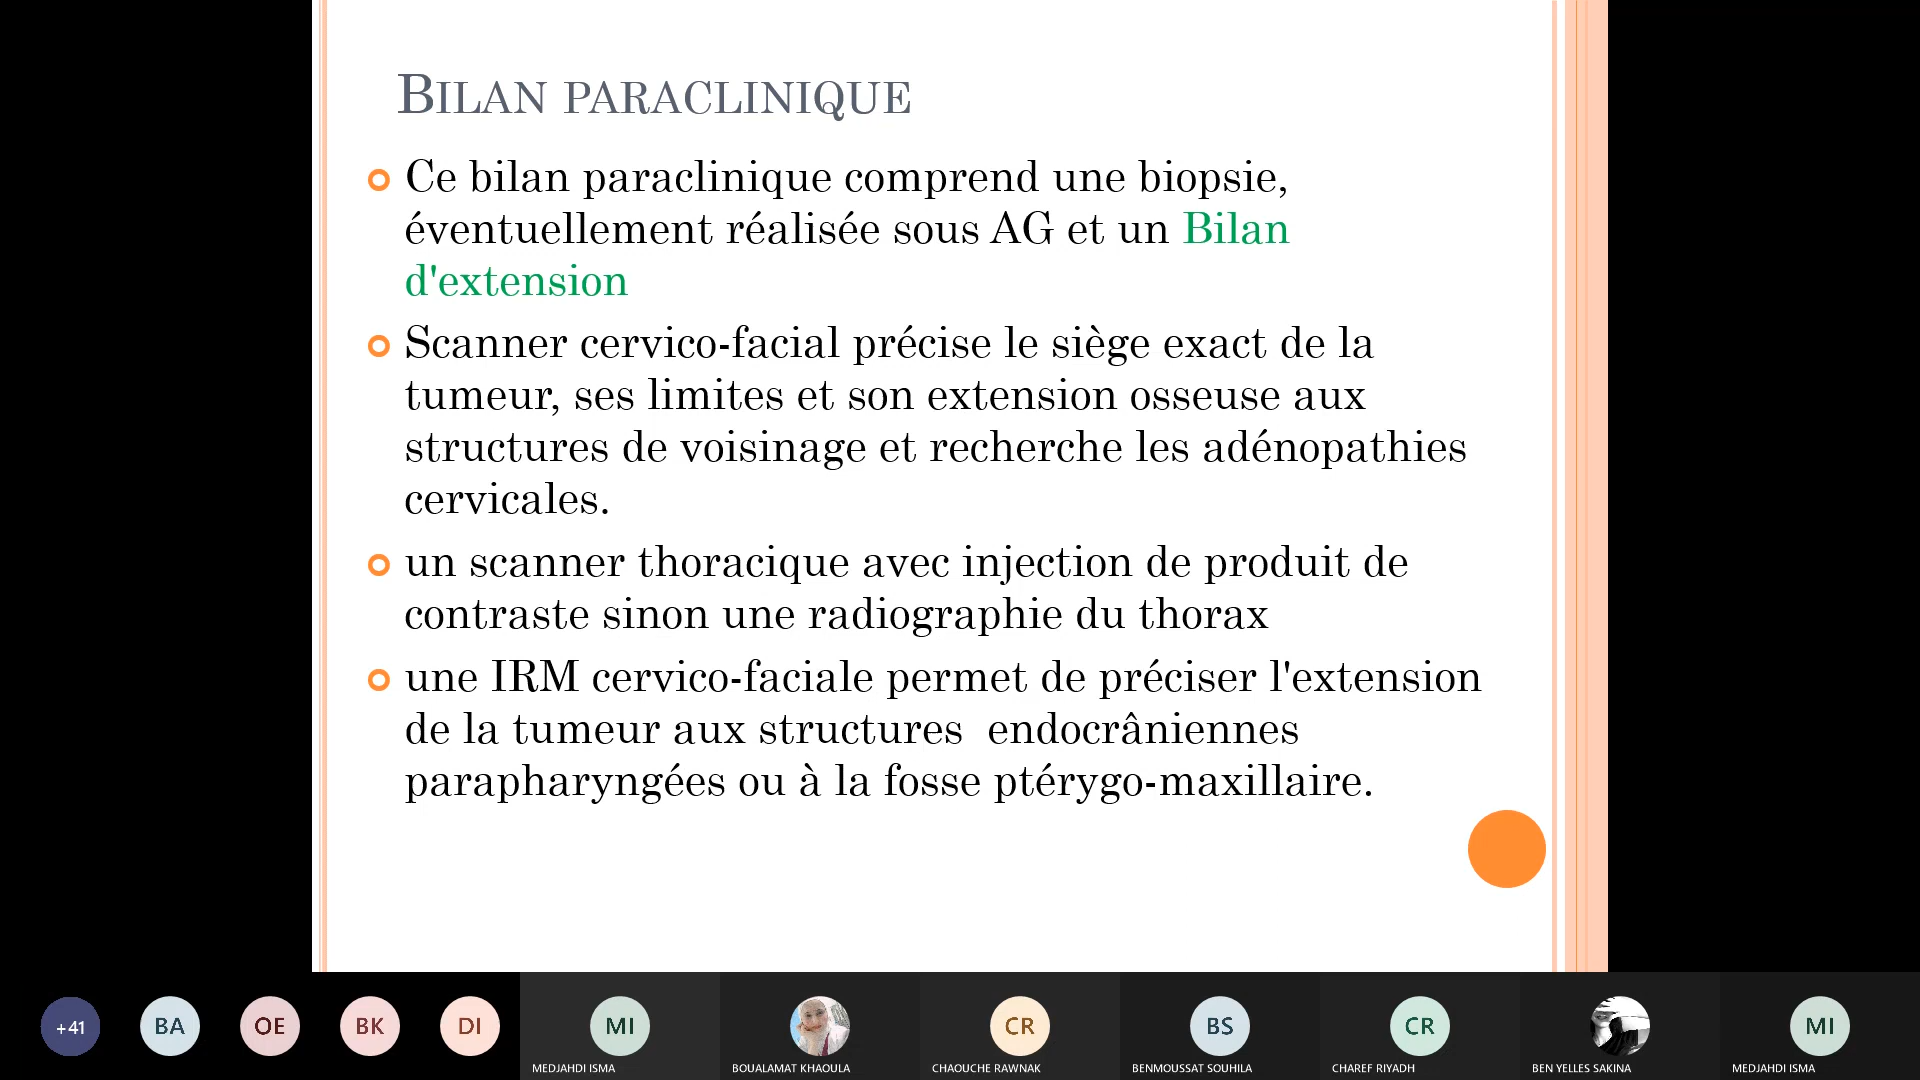 BILAN PARACLINIQUE
Ce bilan paraclinique comprend une biopsie,
éventuellement réalisée sous AG et un Bilan
d'extension
Scanner cervico-facial précise le siège exact de la
tumeur, ses limites et son extension osseuse aux
structures de voisinage et recherche les adénopathies
cervicales.
un scanner thoracique avec injection de produit de
contraste sinon une radiographie du thorax
une IRM cervico-faciale permet de préciser l'extension
de la tumeur aux structures  endocrâniennes
parapharyngées ou à la fosse ptérygo-maxillaire.
+41
BA
OE
BK
DI
MI
CR
BS
CR
MI
MEDJAHDI ISMA
BOUALAMAT KHAOULA
CHAOUCHE RAWNAK
BENMOUSSAT SOUHILA
CHAREF RIYADH
BEN YELLES SAKINA
MEDJAHDI ISMA